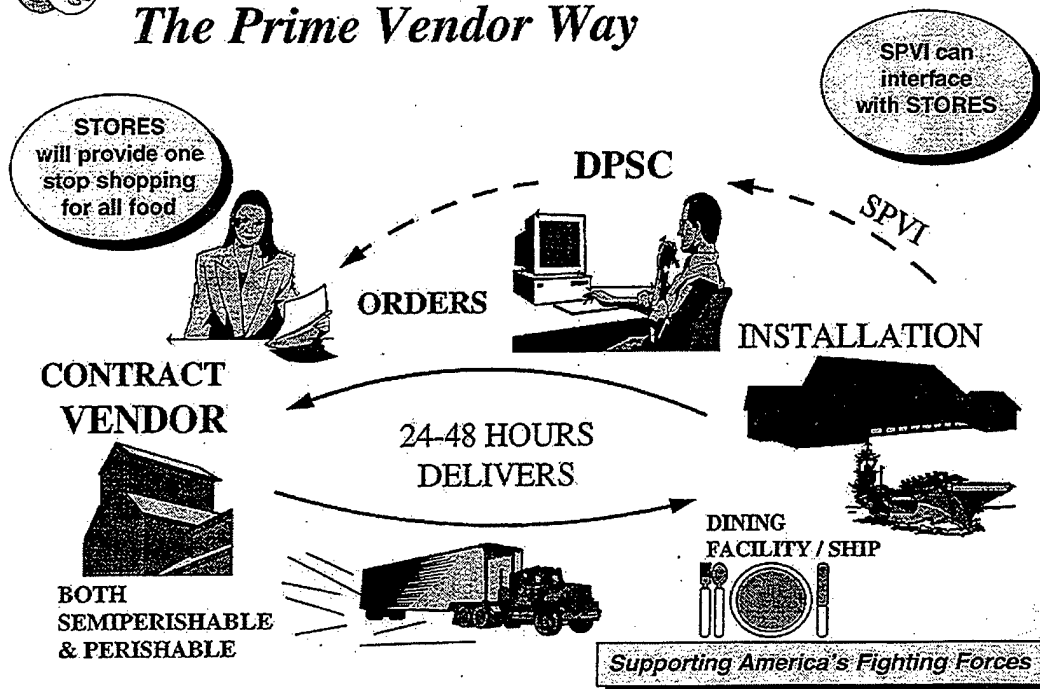 The Prime Vendor Way
SPVI can
interface
with STORES
STORES
will provide one
stop shopping
for all food
DPSC
SPVI
ORDERS
INSTALLATION
CONTRACT
VENDOR
24-48 HOURS
DELIVERS
DINING
FACILITY / SHIP
BOTH
SEMIPERISHABLE
& PERISHABLE
Supporting America's Fighting Forces